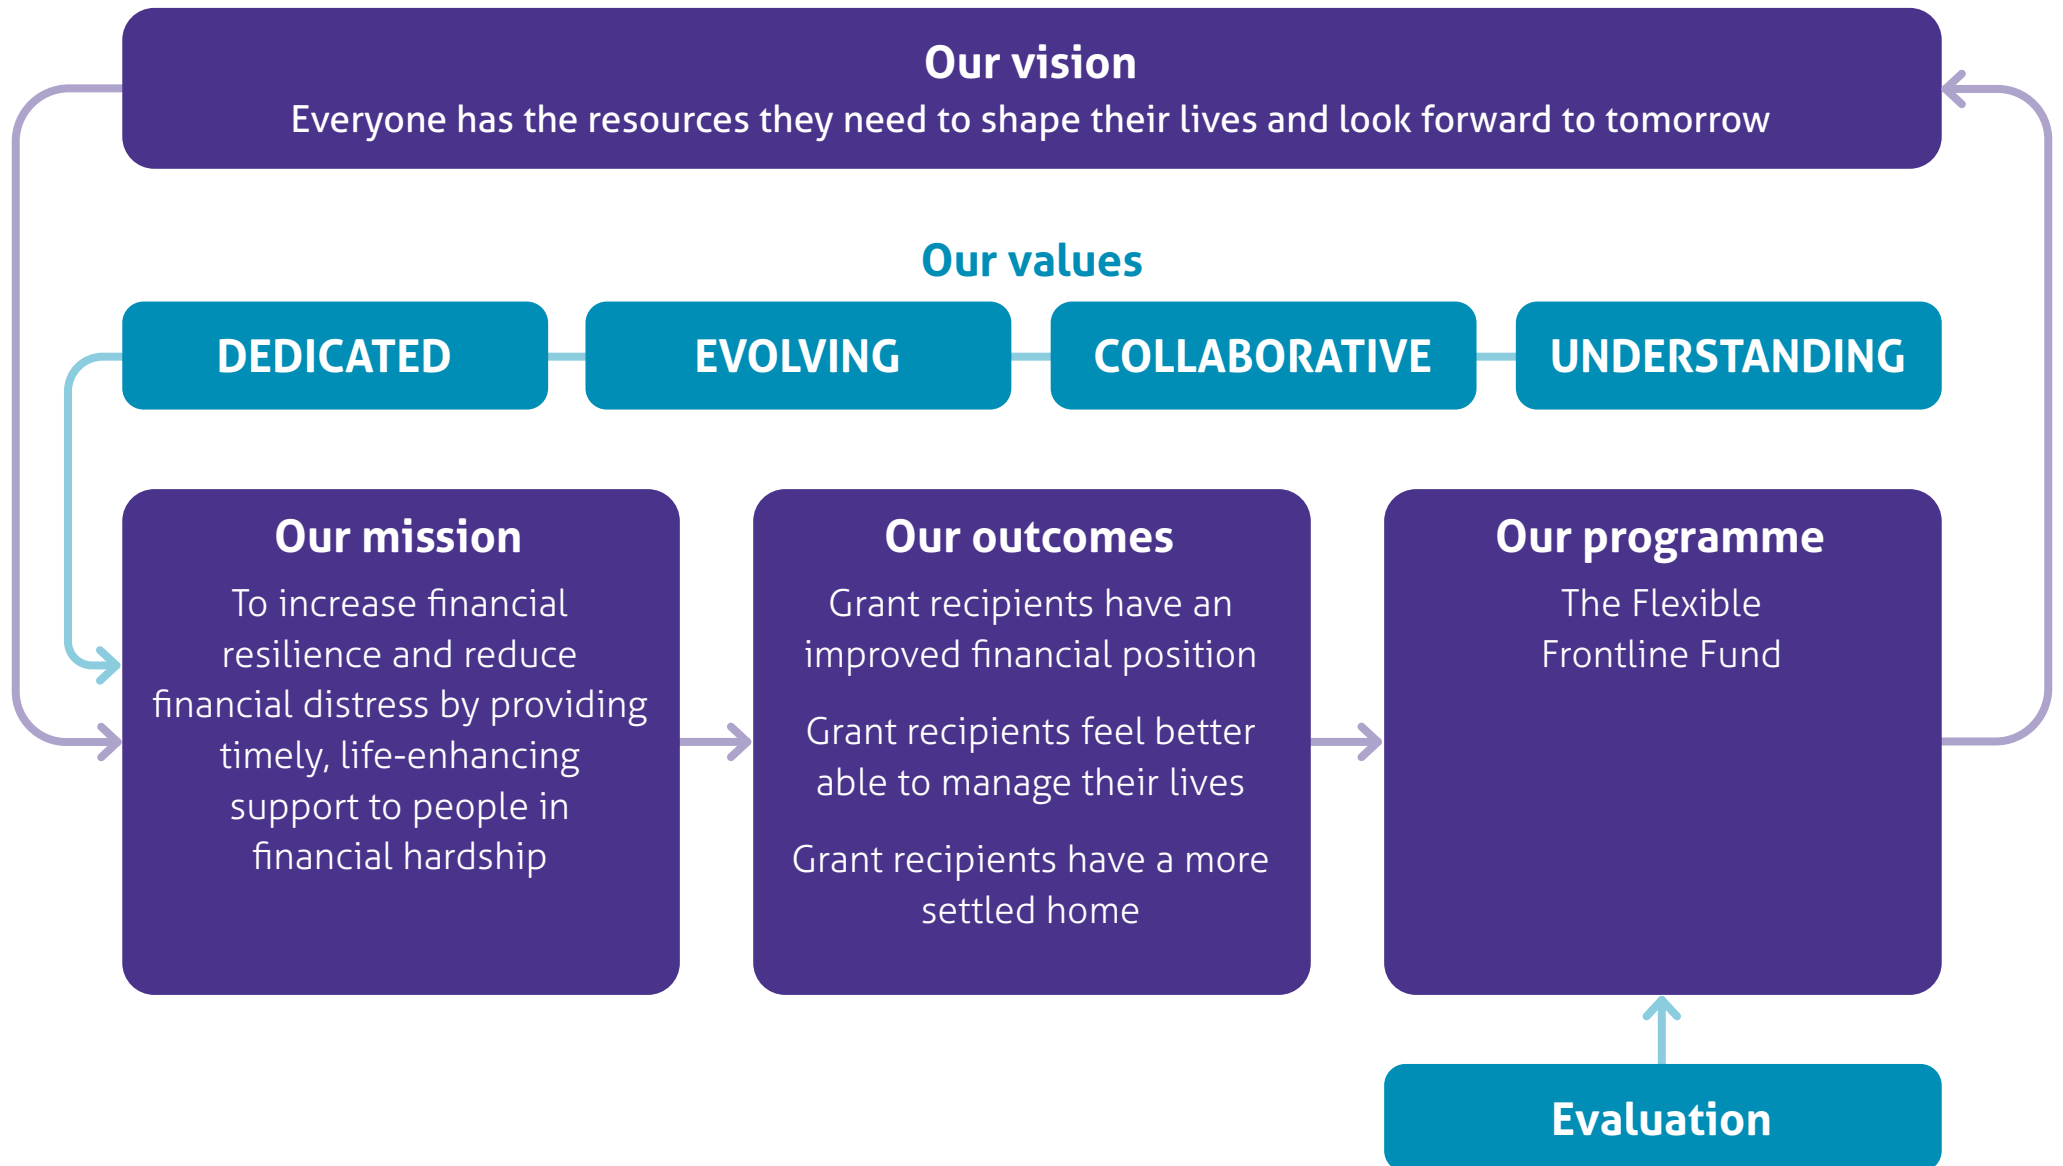 Our vision
Everyone has the resources they need to shape their lives and look forward to tomorrow
Our values
DEDICATED
EVOLVING
COLLABORATIVE
UNDERSTANDING
Our mission
To increase financial
resilience and reduce
financial distress by providing
timely, life-enhancing
support to people in
financial hardship
Our outcomes
Grant recipients have an
improved financial position
Grant recipients feel better
able to manage their lives
Grant recipients have a more
settled home
Our programme
The Flexible
Frontline Fund
Evaluation